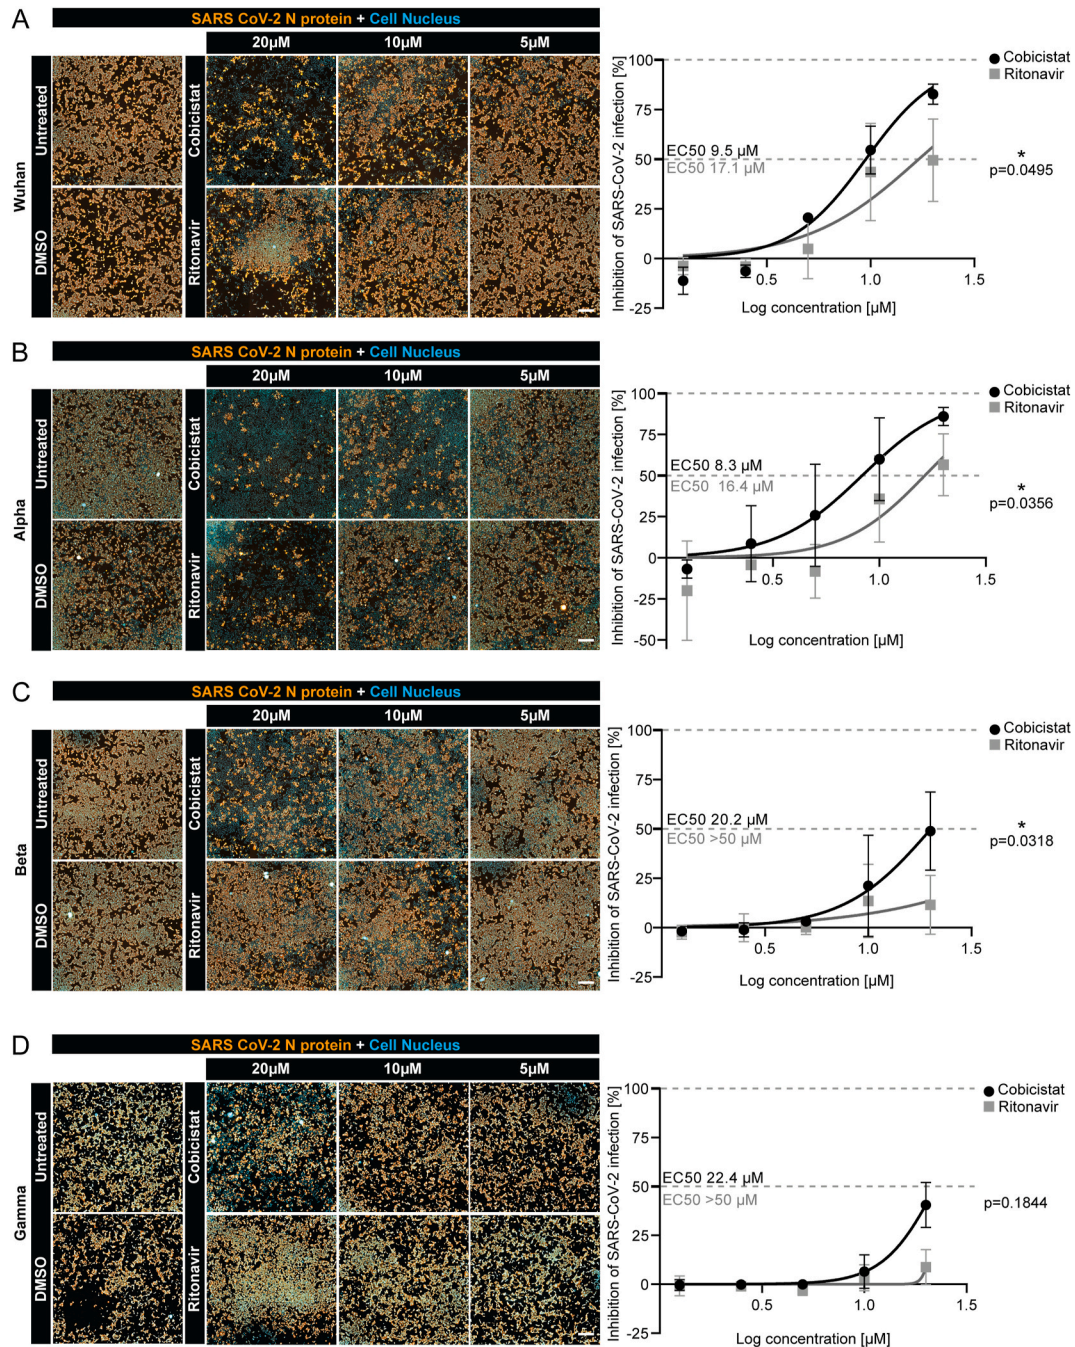 A
SARS CoV-2 N protein + Cell Nucleus
20µM 10µM 5µM
Wuhan
Untreated
DMSO
Cobicistat
Ritonavir
Inhibition of SARS-CoV-2 infection [%]
100
75
50
25
0
-25
EC50 9.5 µM
EC50 17.1 µM
0.5 1.0 1.5
Log concentration [µM]
Cobicistat
Ritonavir
*
p=0.0495
B
SARS CoV-2 N protein + Cell Nucleus
20µM 10µM 5µM
Alpha
Untreated
DMSO
Cobicistat
Ritonavir
Inhibition of SARS-CoV-2 infection [%]
100
75
50
25
0
-25
-50
EC50 8.3 µM
EC50 16.4 µM
0.5 1.0 1.5
Log concentration [µM]
Cobicistat
Ritonavir
*
p=0.0356
C
SARS CoV-2 N protein + Cell Nucleus
20µM 10µM 5µM
Beta
Untreated
DMSO
Cobicistat
Ritonavir
Inhibition of SARS-CoV-2 infection [%]
100
75
50
25
0
-25
EC50 20.2 µM
EC50 >50 µM
0.5 1.0 1.5
Log concentration [µM]
Cobicistat
Ritonavir
*
p=0.0318
D
SARS CoV-2 N protein + Cell Nucleus
20µM 10µM 5µM
Gamma
Untreated
DMSO
Cobicistat
Ritonavir
Inhibition of SARS-CoV-2 infection [%]
100
75
50
25
0
-25
EC50 22.4 µM
EC50 >50 µM
0.5 1.0 1.5
Log concentration [µM]
Cobicistat
Ritonavir
p=0.1844